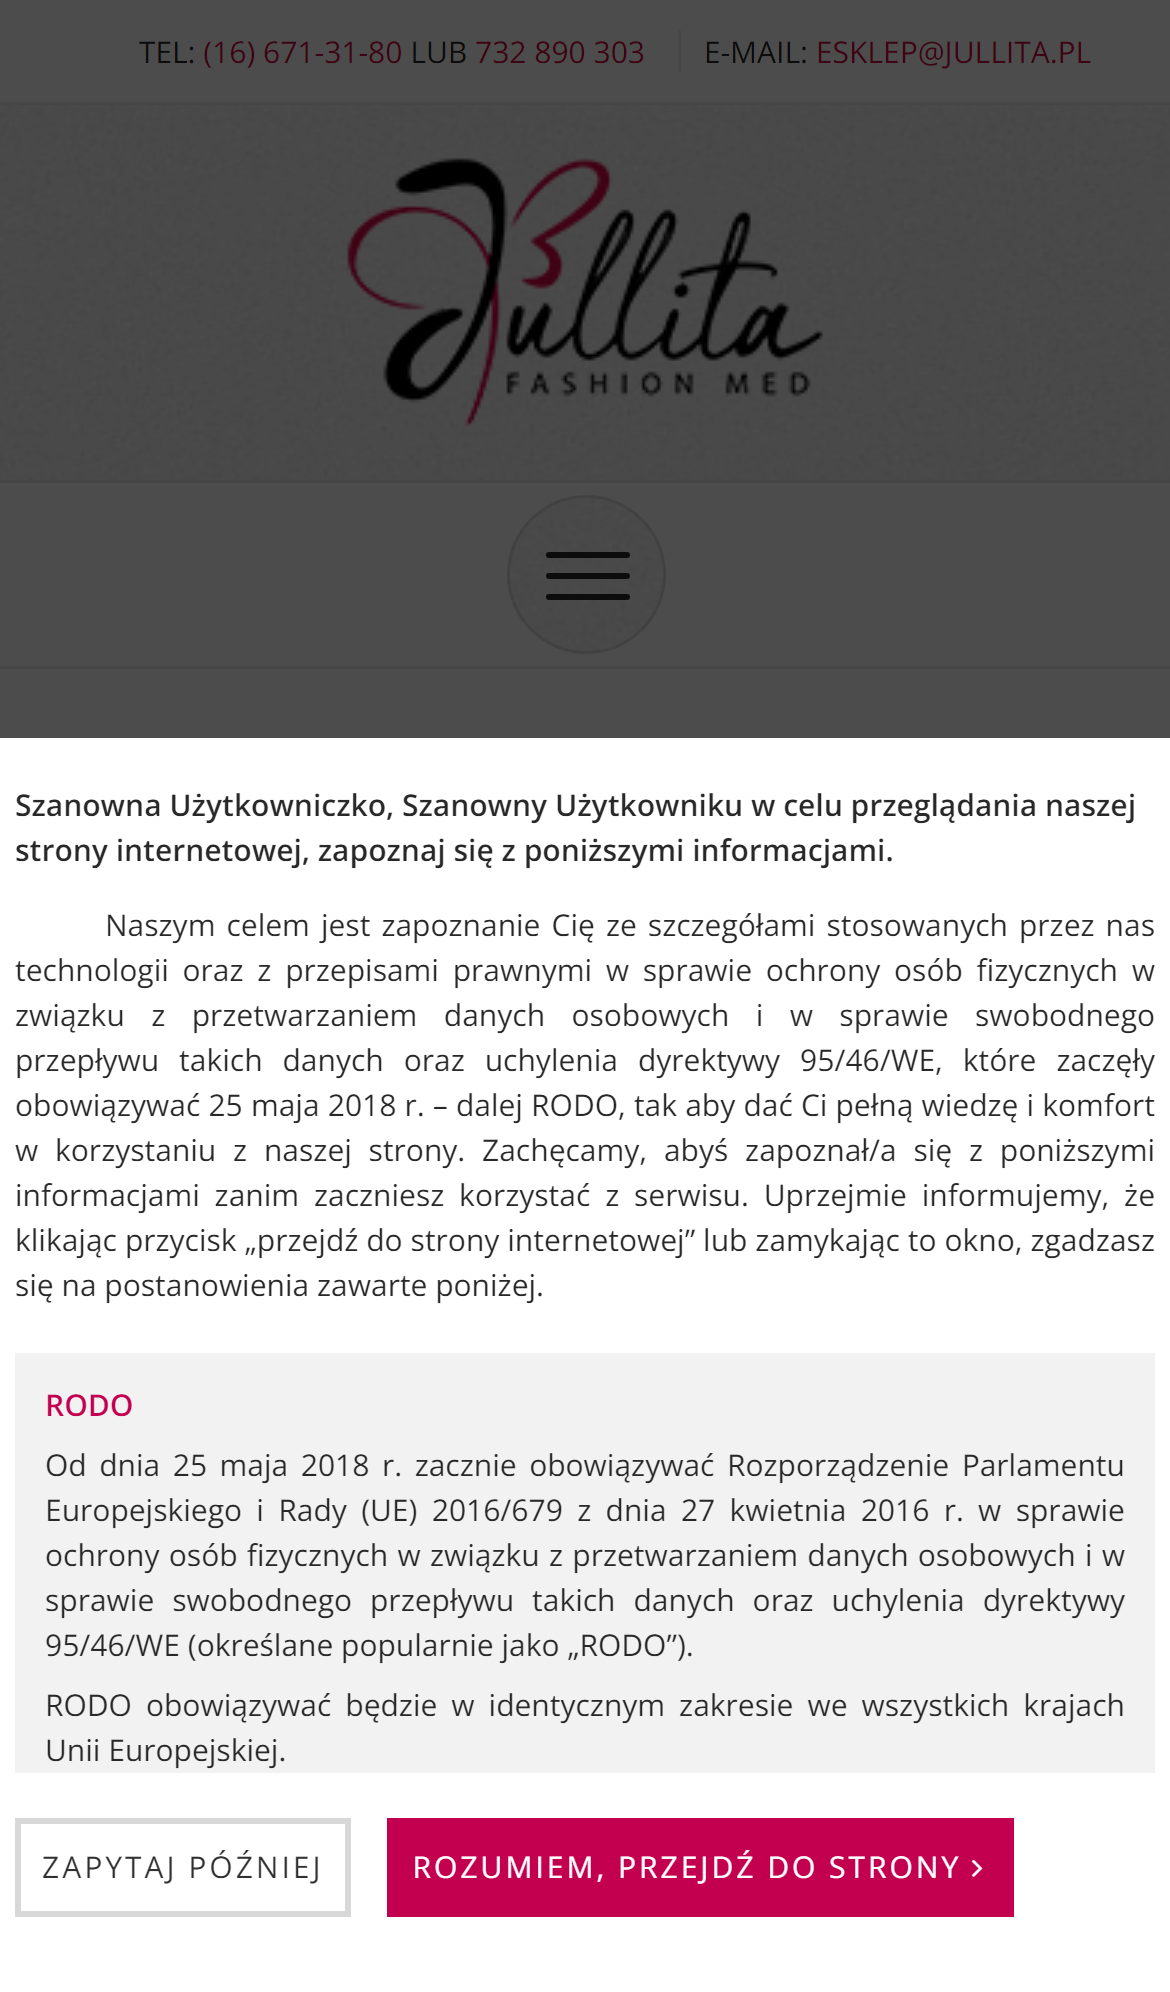 TEL: (16) 671-31-80 LUB 732 890 303 E-MAIL: ESKLEP@JULLITA.PL
Jullita
FASHION MED
Szanowna Użytkowniczko, Szanowny Użytkowniku w celu przeglądania naszej
strony internetowej, zapoznaj się z poniższymi informacjami.
Naszym celem jest zapoznanie Cię ze szczegółami stosowanych przez nas
technologii oraz z przepisami prawnymi w sprawie ochrony osób fizycznych w
związku z przetwarzaniem danych osobowych i w sprawie swobodnego
przepływu takich danych oraz uchylenia dyrektywy 95/46/WE, które zaczęły
obowiązywać 25 maja 2018 r. – dalej RODO, tak aby dać Ci pełną wiedzę i komfort
w korzystaniu z naszej strony. Zachęcamy, abyś zapoznał/a się z poniższymi
informacjami zanim zaczniesz korzystać z serwisu. Uprzejmie informujemy, że
klikając przycisk „przejdź do strony internetowej” lub zamykając to okno, zgadzasz
się na postanowienia zawarte poniżej.
RODO
Od dnia 25 maja 2018 r. zacznie obowiązywać Rozporządzenie Parlamentu
Europejskiego i Rady (UE) 2016/679 z dnia 27 kwietnia 2016 r. w sprawie
ochrony osób fizycznych w związku z przetwarzaniem danych osobowych i w
sprawie swobodnego przepływu takich danych oraz uchylenia dyrektywy
95/46/WE (określane popularnie jako „RODO”).
RODO obowiązywać będzie w identycznym zakresie we wszystkich krajach
Unii Europejskiej.
ZAPYTAJ PÓŹNIEJ
ROZUMIEM, PRZEJDŹ DO STRONY ›